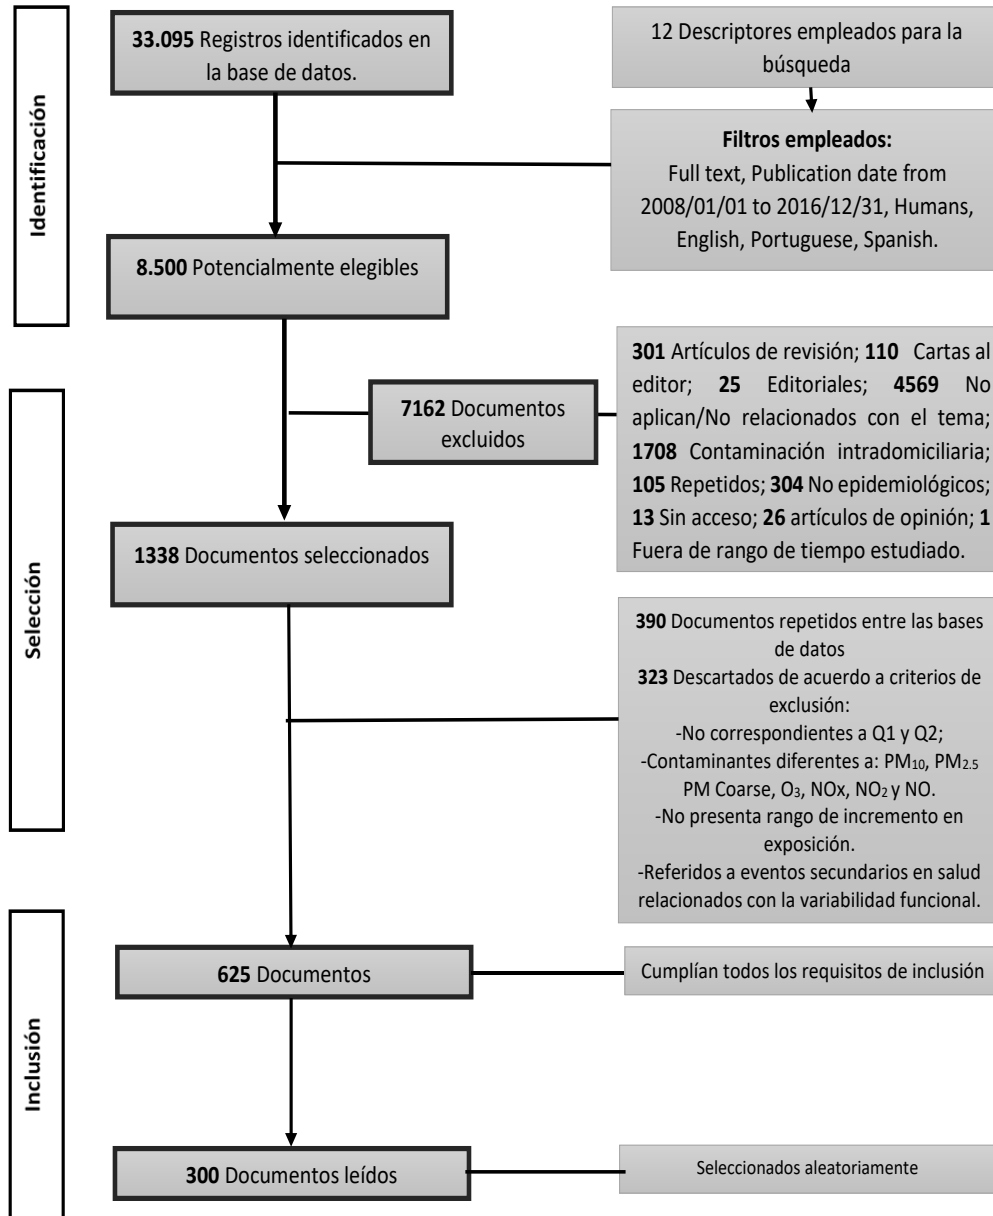 Identificación
33.095 Registros identificados en
la base de datos.
12 Descriptores empleados para la
búsqueda
Filtros empleados:
Full text, Publication date from
2008/01/01 to 2016/12/31, Humans,
English, Portuguese, Spanish.
8.500 Potencialmente elegibles
Selección
7162 Documentos
excluidos
301 Artículos de revisión; 110 Cartas al
editor; 25 Editoriales; 4569 No
aplican/No relacionados con el tema;
1708 Contaminación intradomiciliaria;
105 Repetidos; 304 No epidemiológicos;
13 Sin acceso; 26 artículos de opinión; 1
Fuera de rango de tiempo estudiado.
1338 Documentos seleccionados
390 Documentos repetidos entre las bases
de datos
323 Descartados de acuerdo a criterios de
exclusión:
-No correspondientes a Q1 y Q2;
-Contaminantes diferentes a: PM10, PM2.5
PM Coarse, O3, NOx, NO2 y NO.
-No presenta rango de incremento en
exposición.
-Referidos a eventos secundarios en salud
relacionados con la variabilidad funcional.
Inclusión
625 Documentos
Cumplían todos los requisitos de inclusión
300 Documentos leídos
Seleccionados aleatoriamente